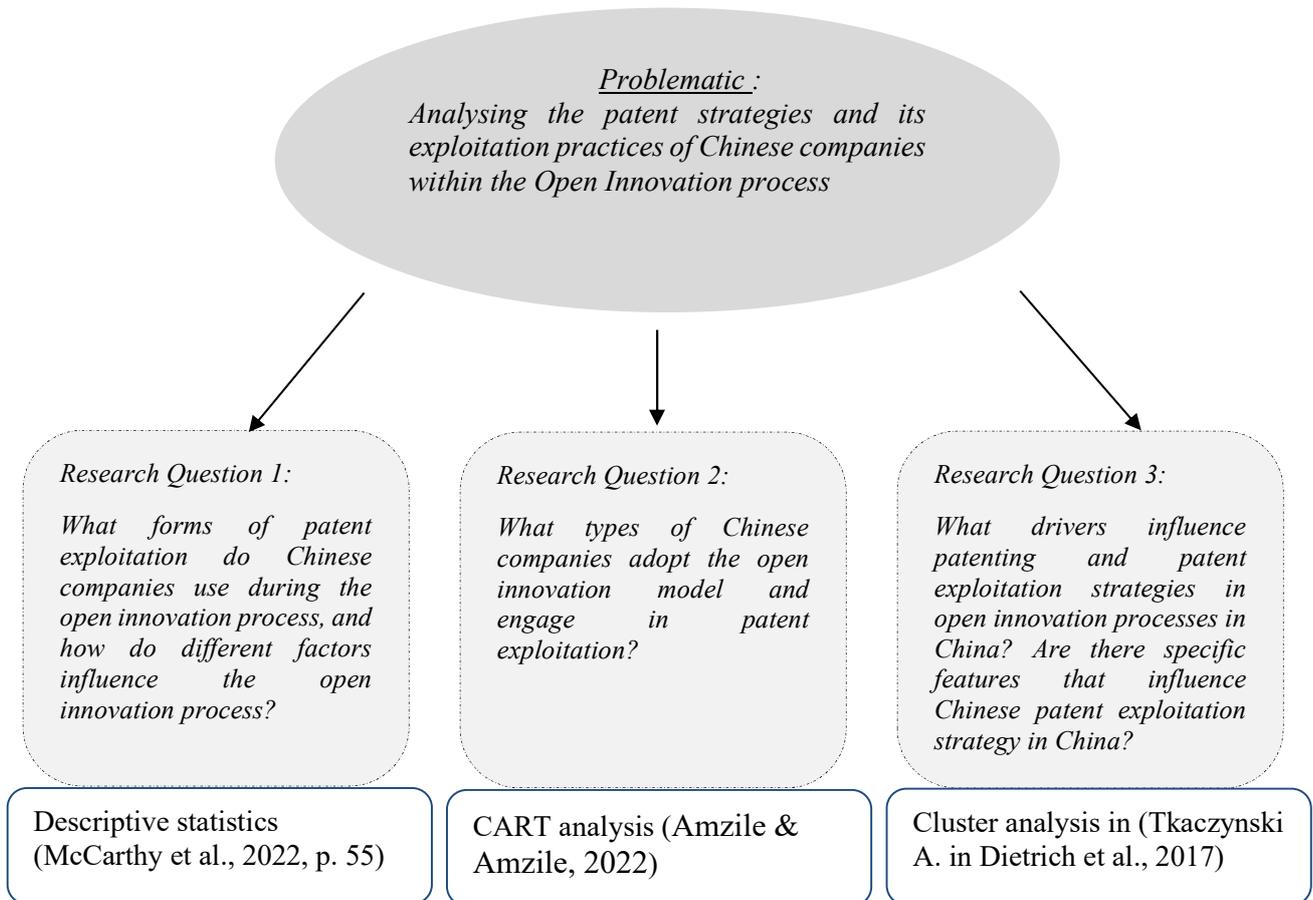 Problematic :
Analysing the patent strategies and its
exploitation practices of Chinese companies
within the Open Innovation process
Research Question 1:
What forms of patent
exploitation do Chinese
companies use during the
open innovation process, and
how do different factors
influence the open
innovation process?
Research Question 2:
What types of Chinese
companies adopt the open
innovation model and
engage in patent
exploitation?
Research Question 3:
What drivers influence
patenting and patent
exploitation strategies in
open innovation processes in
China? Are there specific
features that influence
Chinese patent exploitation
strategy in China?
Descriptive statistics
(McCarthy et al., 2022, p. 55)
CART analysis (Amzile &
Amzile, 2022)
Cluster analysis in (Tkaczynski
A. in Dietrich et al., 2017)